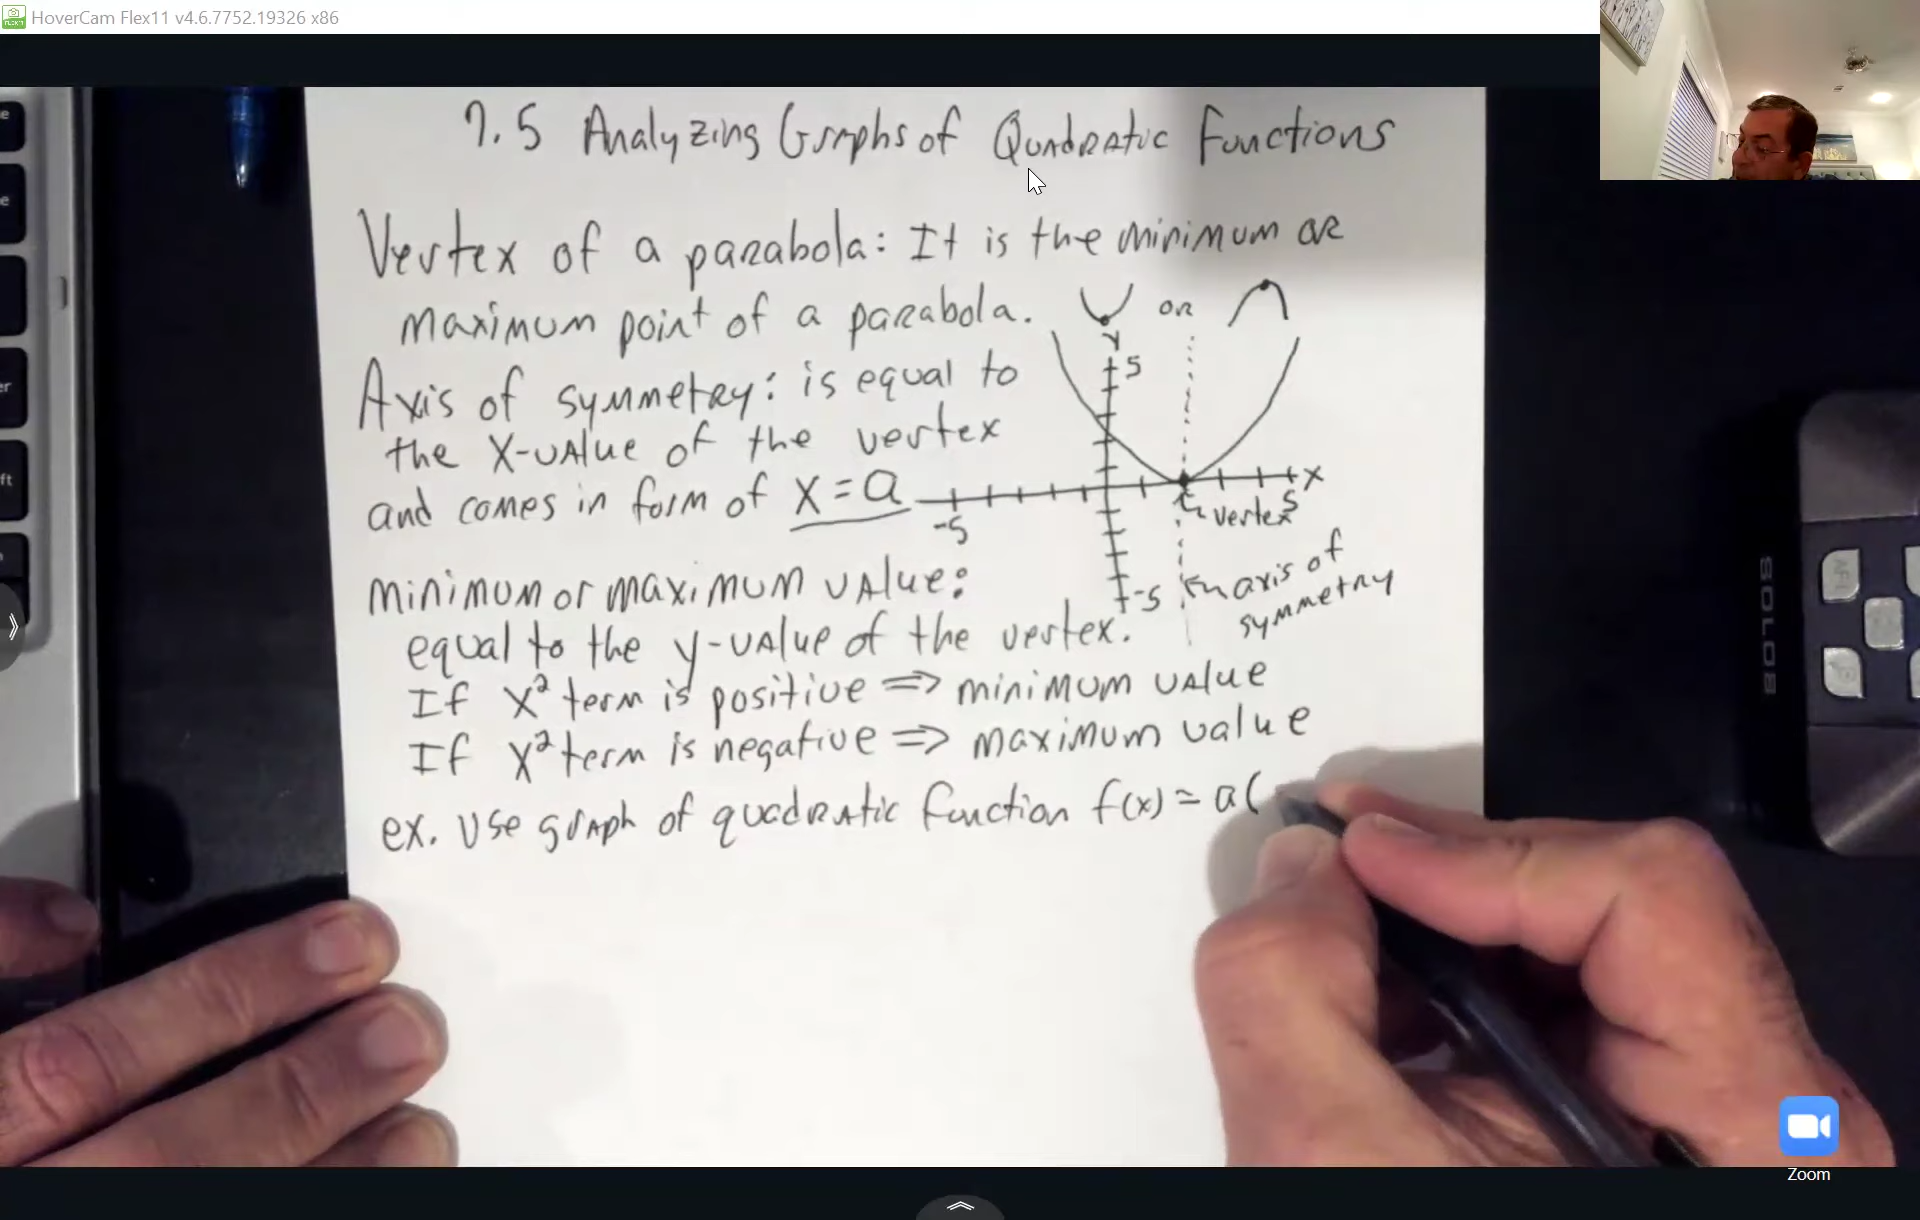 HoverCam Flex11 v4.6.7752.19326 x86
7.5 Analyzing Graphs of Quadratic Functions
Vertex of a parabola: It is the minimum or
maximum point of a parabola.
or
Axis of symmetry: is equal to
the x-value of the vertex
and comes in form of x = a
y
5
x
-5
5
vertex
-5
axis of
symmetry
minimum or maximum value:
equal to the y-value of the vertex.
If x² term is positive ⇒ minimum value
If x² term is negative ⇒ maximum value
ex. Use graph of quadratic function f(x) = a(
SOLOS
Zoom